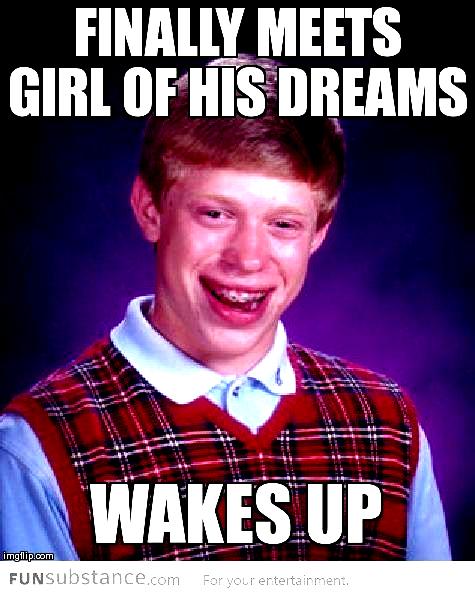 FINALLY MEETS
GIRL OF HIS DREAMS
WAKES UP
imgflip.com
FUNSubstance.com For your entertainment.